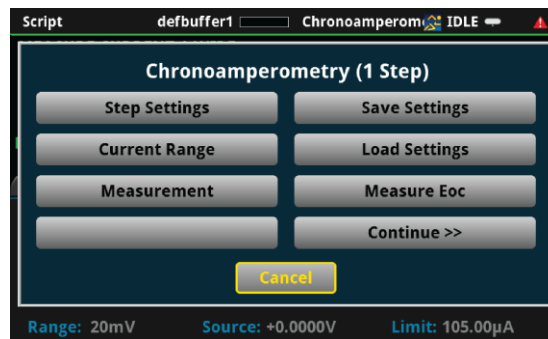 Script defbuffer1 Chronoamperom IDLE
Chronoamperometry (1 Step)
Step Settings Save Settings
Current Range Load Settings
Measurement Measure Eoc
Continue >>
Cancel
Range: 20mV Source: +0.0000V Limit: 105.00µA